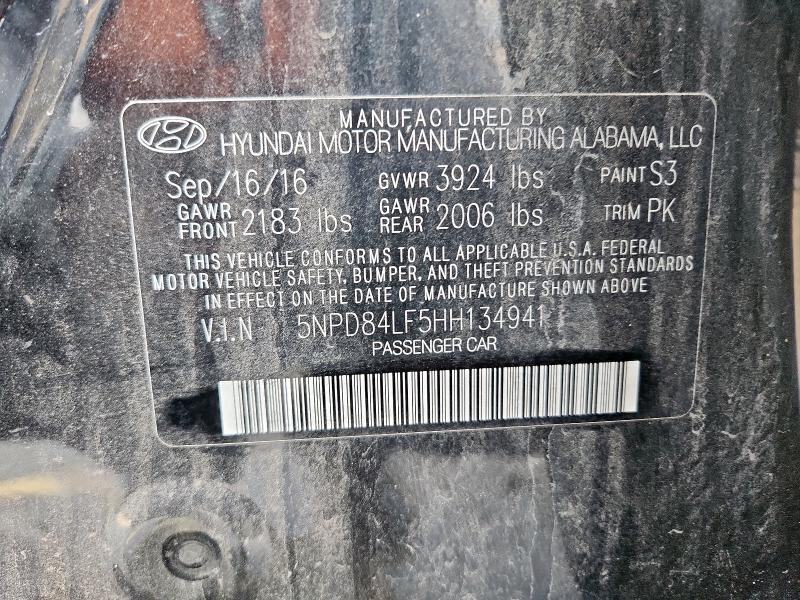 MANUFACTURED BY
HYUNDAI MOTOR MANUFACTURING ALABAMA, LLC
Sep/16/16 GVWR 3924 lbs PAINT S3
GAWR FRONT 2183 lbs GAWR REAR 2006 lbs TRIM PK
THIS VEHICLE CONFORMS TO ALL APPLICABLE U.S.A. FEDERAL
MOTOR VEHICLE SAFETY, BUMPER, AND THEFT PREVENTION STANDARDS
IN EFFECT ON THE DATE OF MANUFACTURE SHOWN ABOVE
V.I.N 5NPD84LF5HH134941
PASSENGER CAR